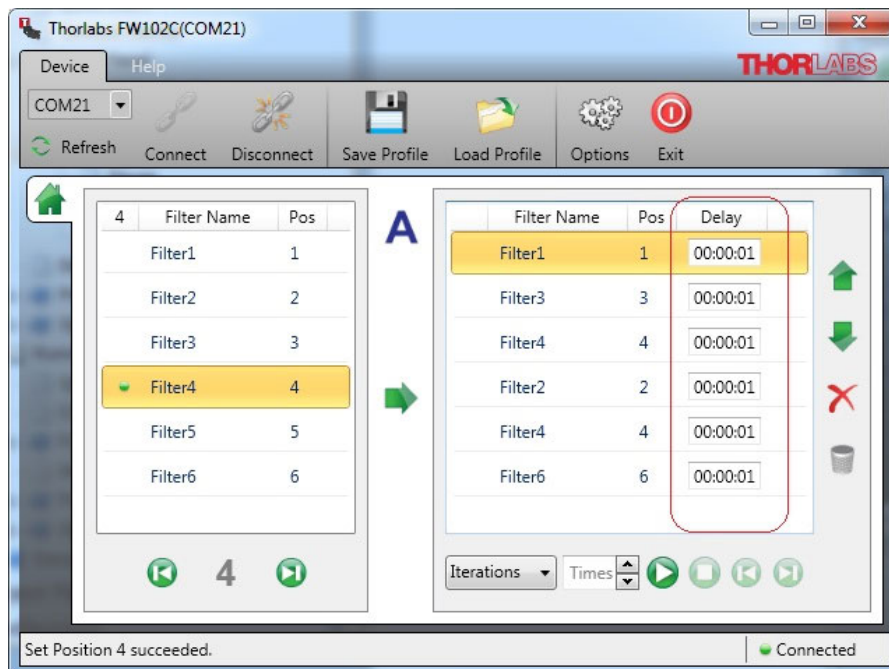 Thorlabs FW102C(COM21)
Device Help
THORLABS
COM21
Refresh Connect Disconnect Save Profile Load Profile Options Exit
4 Filter Name Pos
Filter1 1
Filter2 2
Filter3 3
Filter4 4
Filter5 5
Filter6 6
4
A
Filter Name Pos Delay
Filter1 1 00:00:01
Filter3 3 00:00:01
Filter4 4 00:00:01
Filter2 2 00:00:01
Filter4 4 00:00:01
Filter6 6 00:00:01
Iterations Times
Set Position 4 succeeded. Connected